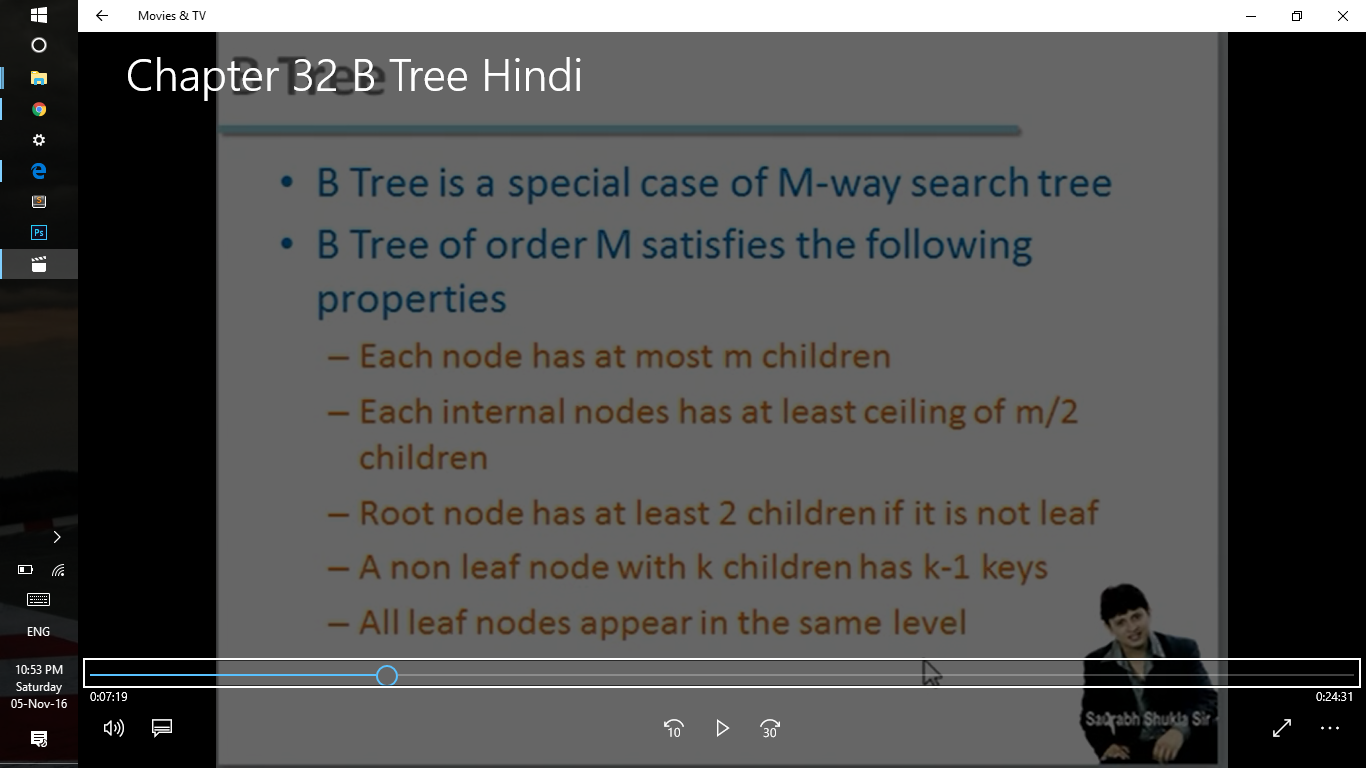 Movies & TV
Chapter 32 B Tree Hindi
B Tree
• B Tree is a special case of M-way search tree
• B Tree of order M satisfies the following
properties
– Each node has at most m children
– Each internal nodes has at least ceiling of m/2
children
– Root node has at least 2 children if it is not leaf
– A non leaf node with k children has k-1 keys
– All leaf nodes appear in the same level
Saurabh Shukla Sir
0:07:19
0:24:31
10
30
Ps
ENG
10:53 PM
Saturday
05-Nov-16